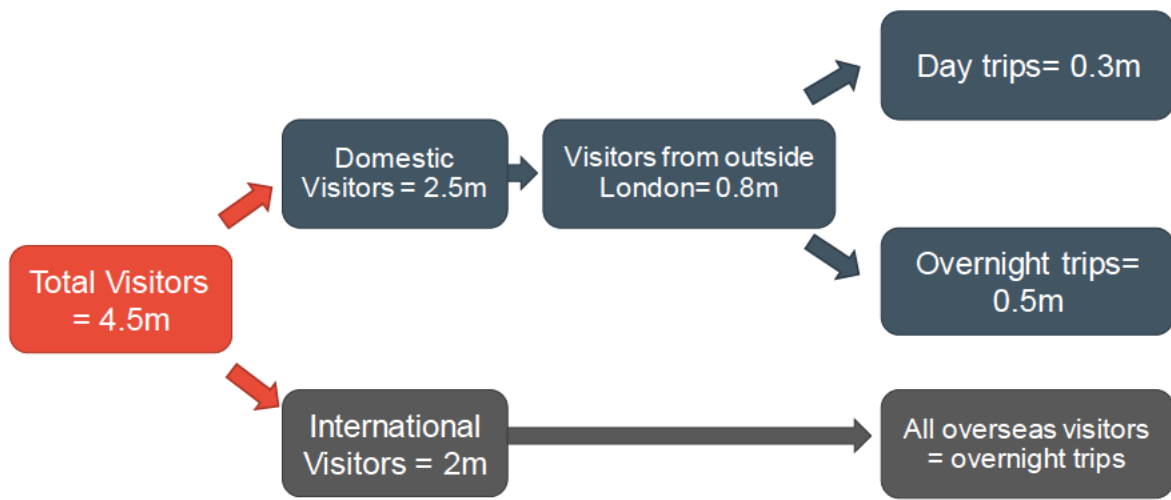 Total Visitors
= 4.5m
Domestic
Visitors = 2.5m
Visitors from outside
London= 0.8m
Day trips= 0.3m
Overnight trips=
0.5m
International
Visitors = 2m
All overseas visitors
= overnight trips